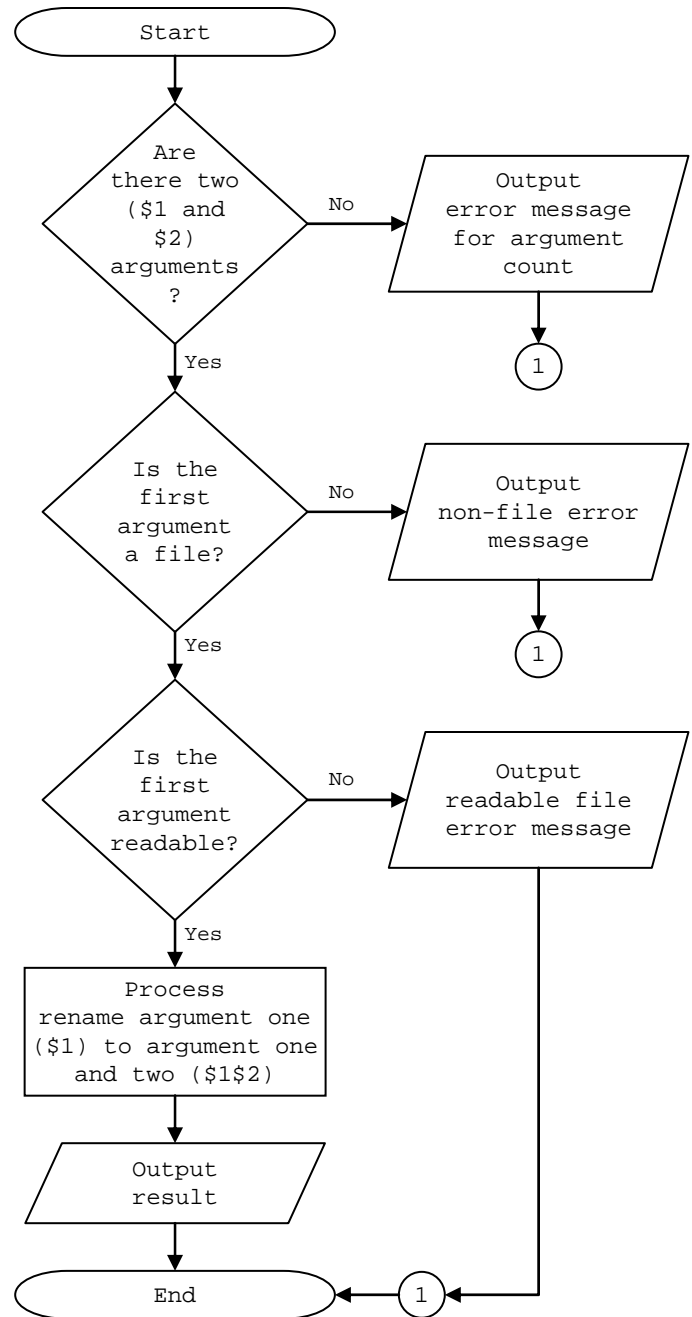 Start
Are
there two
($1 and
$2)
arguments
?
No
Output
error message
for argument
count
1
Yes
Is the
first
argument
a file?
No
Output
non-file error
message
1
Yes
Is the
first
argument
readable?
No
Output
readable file
error message
Yes
Process
rename argument one
($1) to argument one
and two ($1$2)
Output
result
End
1